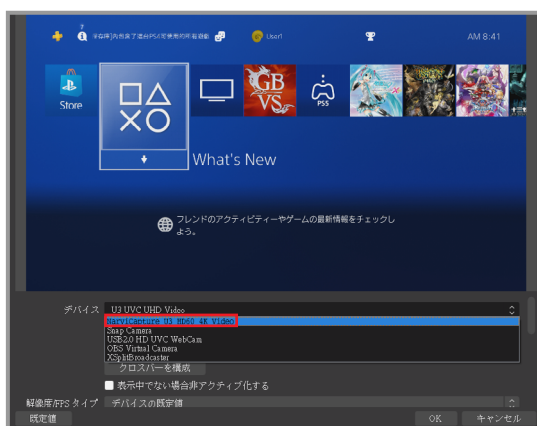 User1
AM 8:41
Store
GB
VS
PS5
What's New
フレンドのアクティビティーやゲームの最新情報をチェックし
よう。
デバイス
U3 UVC UHD Video
MarviCapture U3 HD60 4K Video
Snap Camera
USB2.0 HD UVC WebCam
OBS Virtual Camera
XSplitBroadcaster
クロスバーを構成
表示中でない場合非アクティブ化する
解像度/FPS タイプ
デバイスの既定値
既定値
OK
キャンセル